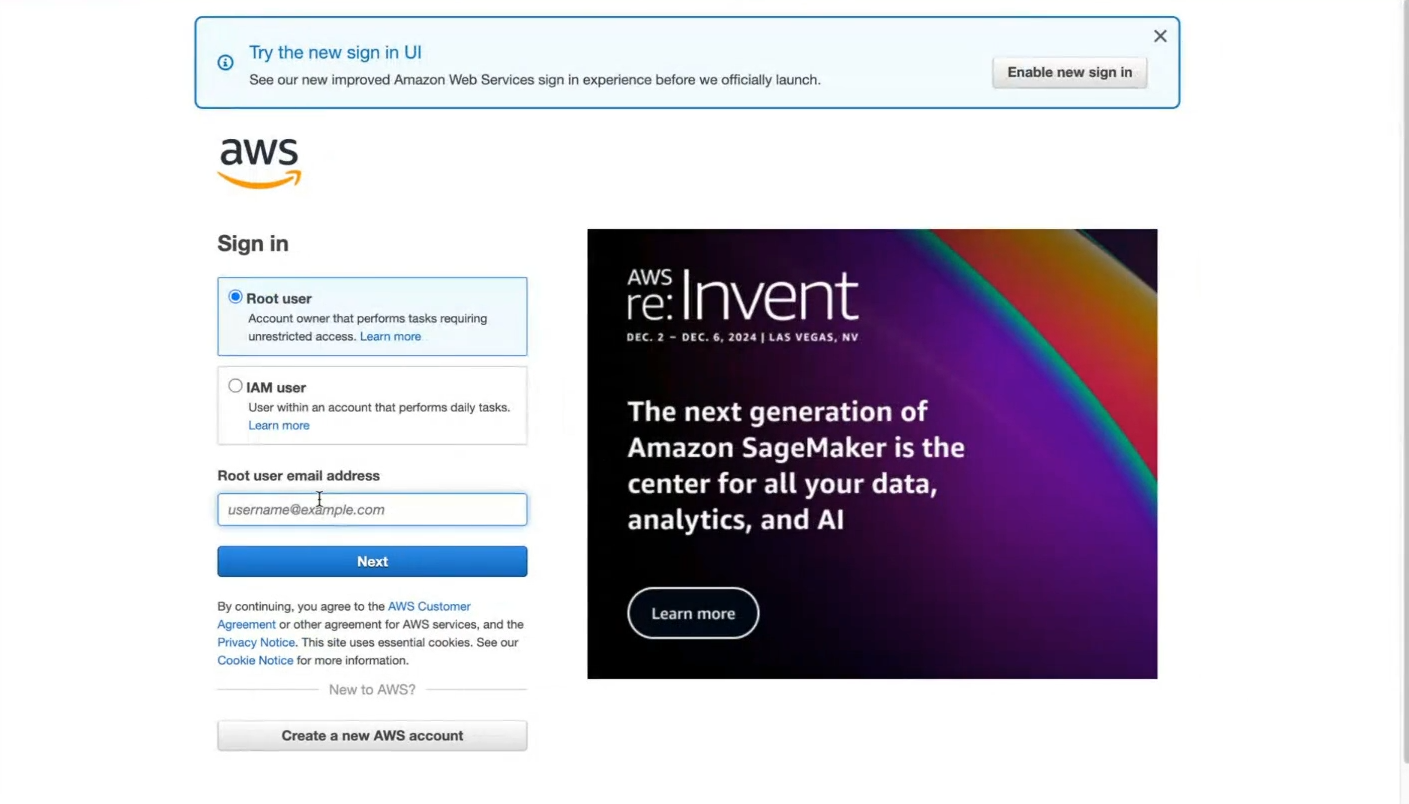 Try the new sign in UI
See our new improved Amazon Web Services sign in experience before we officially launch.
Enable new sign in
aws
Sign in
Root user
Account owner that performs tasks requiring
unrestricted access. Learn more
IAM user
User within an account that performs daily tasks.
Learn more
Root user email address
username@example.com
Next
By continuing, you agree to the AWS Customer
Agreement or other agreement for AWS services, and the
Privacy Notice. This site uses essential cookies. See our
Cookie Notice for more information.
New to AWS?
Create a new AWS account
AWS
re:Invent
DEC. 2 – DEC. 6, 2024 | LAS VEGAS, NV
The next generation of
Amazon SageMaker is the
center for all your data,
analytics, and AI
Learn more